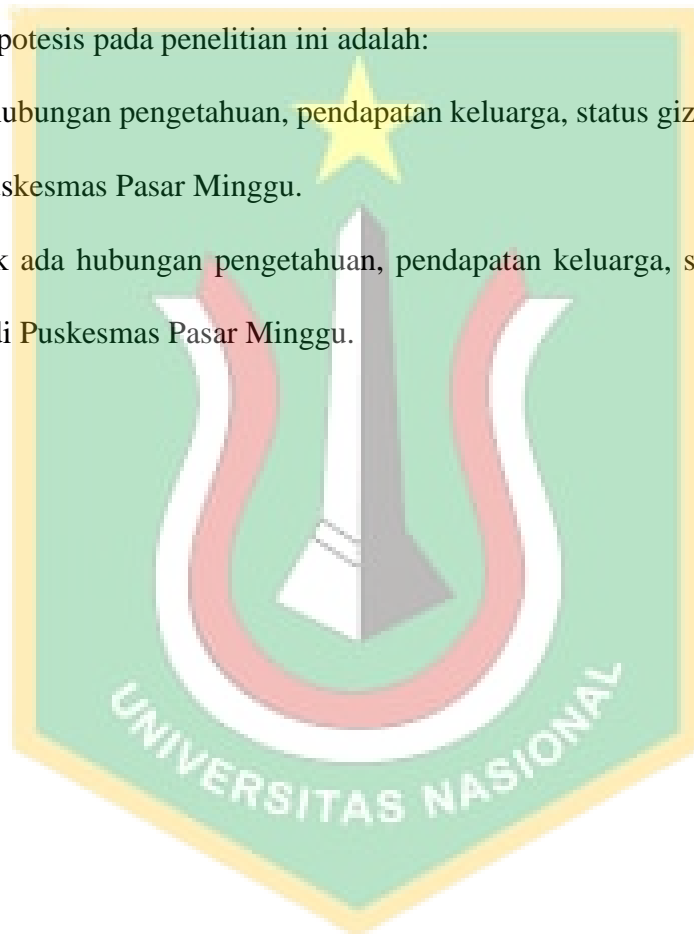 potesis pada penelitian ini adalah:
ubungan pengetahuan, pendapatan keluarga, status giz
skesmas Pasar Minggu.
k ada hubungan pengetahuan, pendapatan keluarga, s
di Puskesmas Pasar Minggu.
UNIVERSITAS NASIONAL